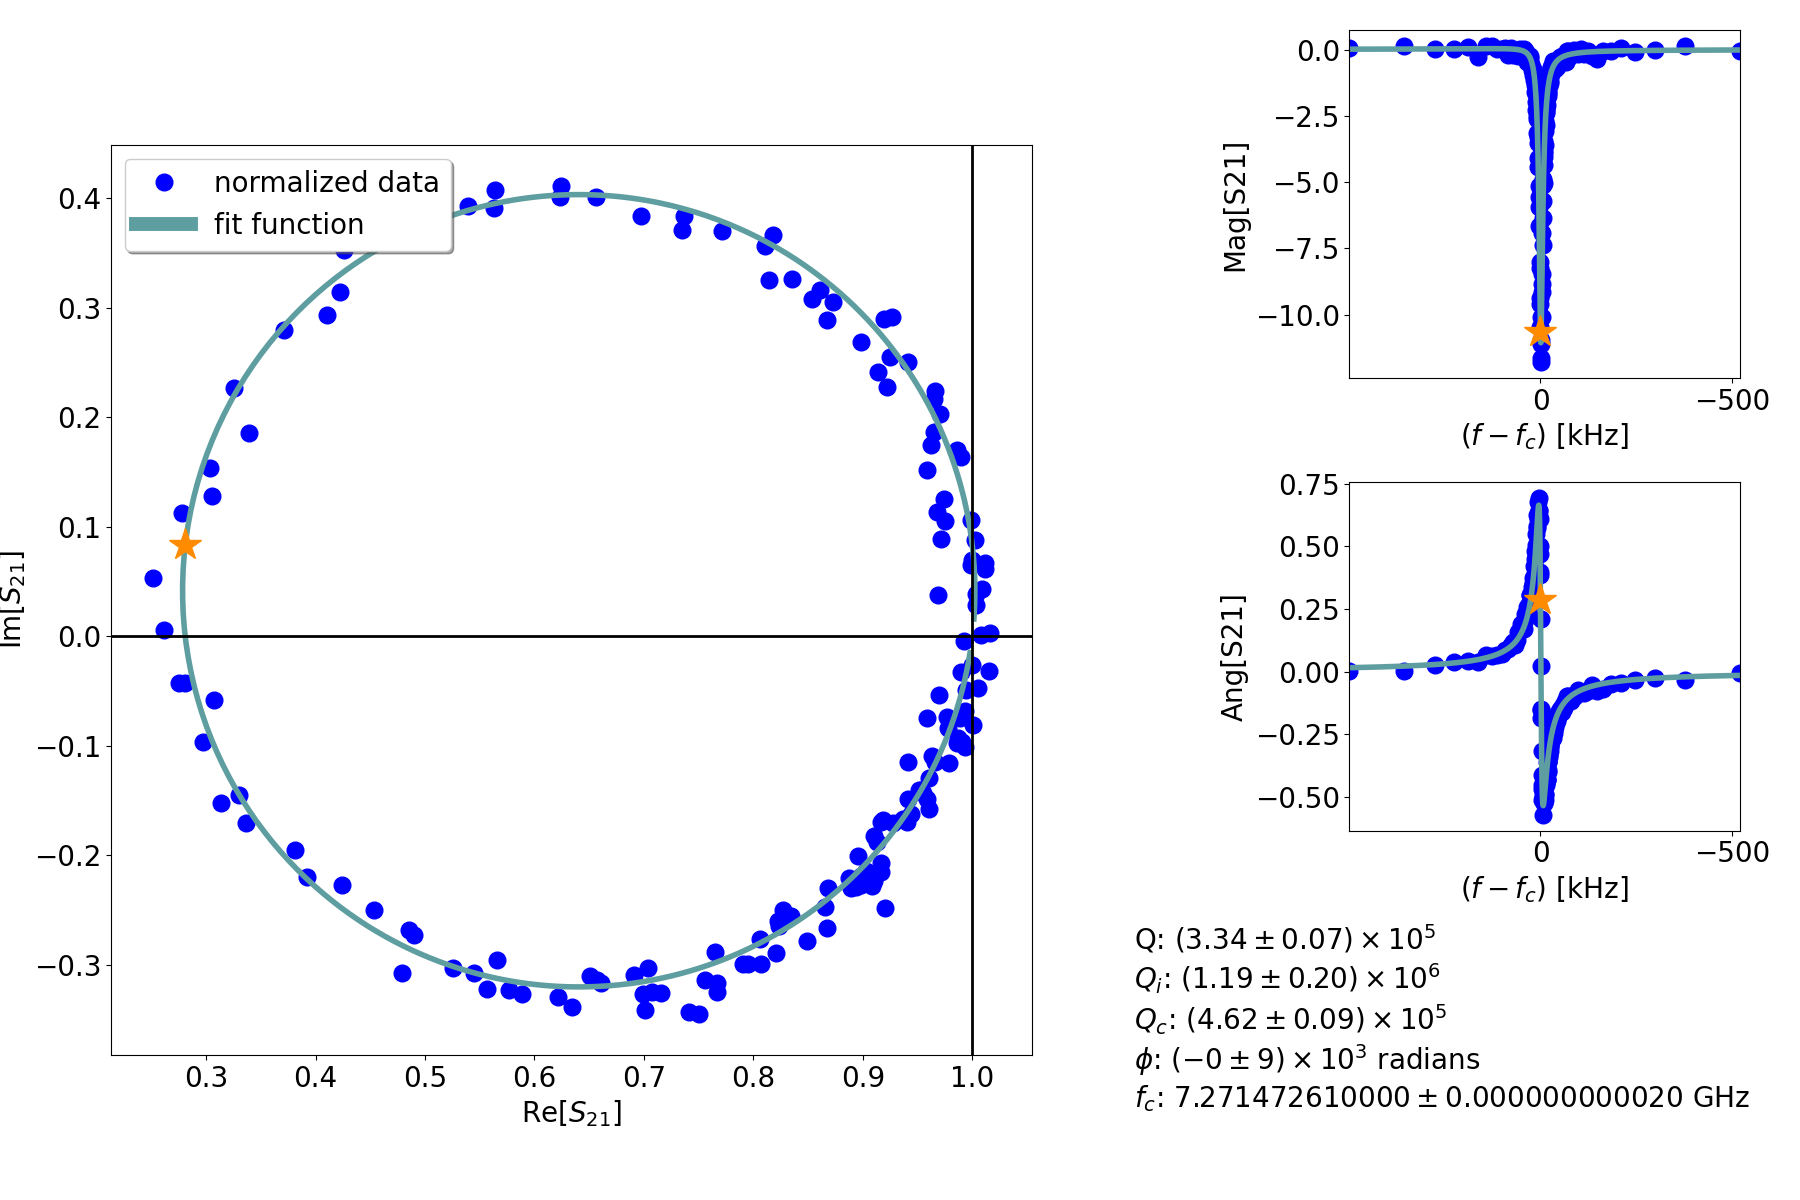 normalized data
fit function
0.4
0.3
0.2
0.1
0.0
−0.1
−0.2
−0.3
Im[S21]
0.3 0.4 0.5 0.6 0.7 0.8 0.9 1.0
Re[S21]
0.0
−2.5
−5.0
−7.5
−10.0
Mag[S21]
0 −500
(f − fc) [kHz]
0.75
0.50
0.25
0.00
−0.25
−0.50
Ang[S21]
0 −500
(f − fc) [kHz]
Q: (3.34 ± 0.07) × 10^5
Qi: (1.19 ± 0.20) × 10^6
Qc: (4.62 ± 0.09) × 10^5
ϕ: (−0 ± 9) × 10^3 radians
fc: 7.271472610000 ± 0.000000000020 GHz